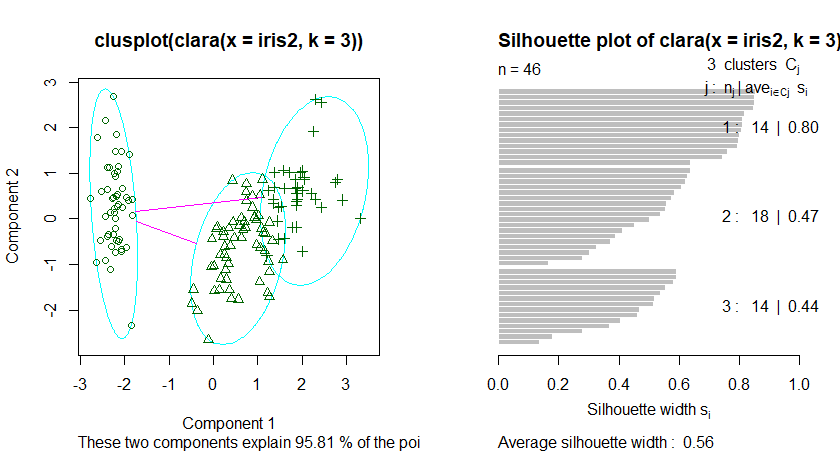 clusplot(clara(x = iris2, k = 3))
3
2
1
0
-1
-2
Component 2
-3
-2
-1
0
1
2
3
Component 1
These two components explain 95.81 % of the poi
Silhouette plot of clara(x = iris2, k = 3)
n = 46
3 clusters Cj
j : nj | avei∈Cj si
1 : 14 | 0.80
2 : 18 | 0.47
3 : 14 | 0.44
0.0
0.2
0.4
0.6
0.8
1.0
Silhouette width si
Average silhouette width : 0.56